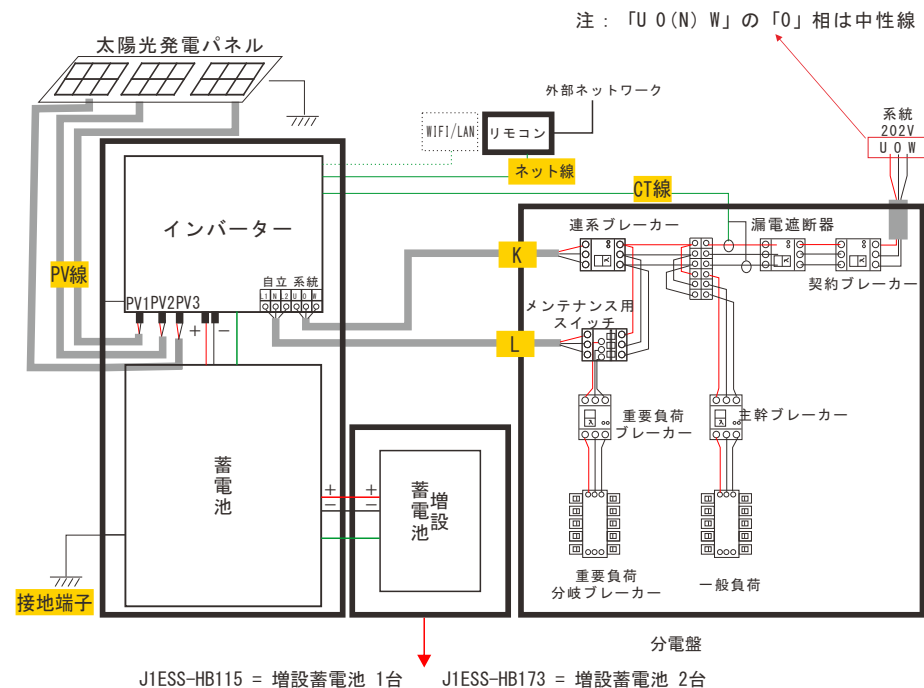 注：「U O(N) W」の「O」相は中性線
太陽光発電パネル
外部ネットワーク
系統
202V
U O W
WIFI/LAN
リモコン
ネット線
CT線
インバーター
連系ブレーカー
漏電遮断器
K
契約ブレーカー
PV線
自立 系統
L1 N L2 U O W
PV1 PV2 PV3
+ −
メンテナンス用
スイッチ
L
重要負荷
ブレーカー
主幹ブレーカー
蓄電池
+ +
− −
増設
蓄電池
接地端子
重要負荷
分岐ブレーカー
一般負荷
分電盤
J1ESS-HB115 = 増設蓄電池 1台
J1ESS-HB173 = 増設蓄電池 2台